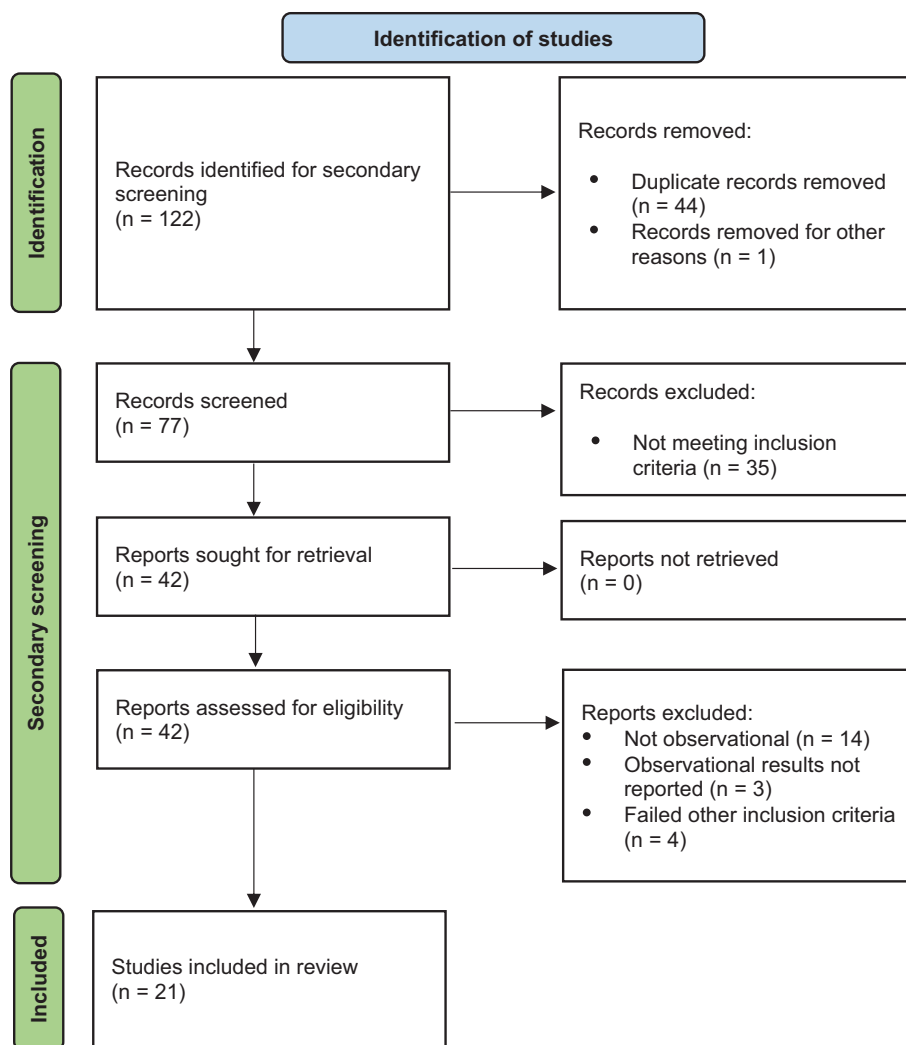 Identification of studies
Identification
Records identified for secondary
screening
(n = 122)
Records removed:
• Duplicate records removed
(n = 44)
• Records removed for other
reasons (n = 1)
Secondary screening
Records screened
(n = 77)
Records excluded:
• Not meeting inclusion
criteria (n = 35)
Reports sought for retrieval
(n = 42)
Reports not retrieved
(n = 0)
Reports assessed for eligibility
(n = 42)
Reports excluded:
• Not observational (n = 14)
• Observational results not
reported (n = 3)
• Failed other inclusion criteria
(n = 4)
Included
Studies included in review
(n = 21)